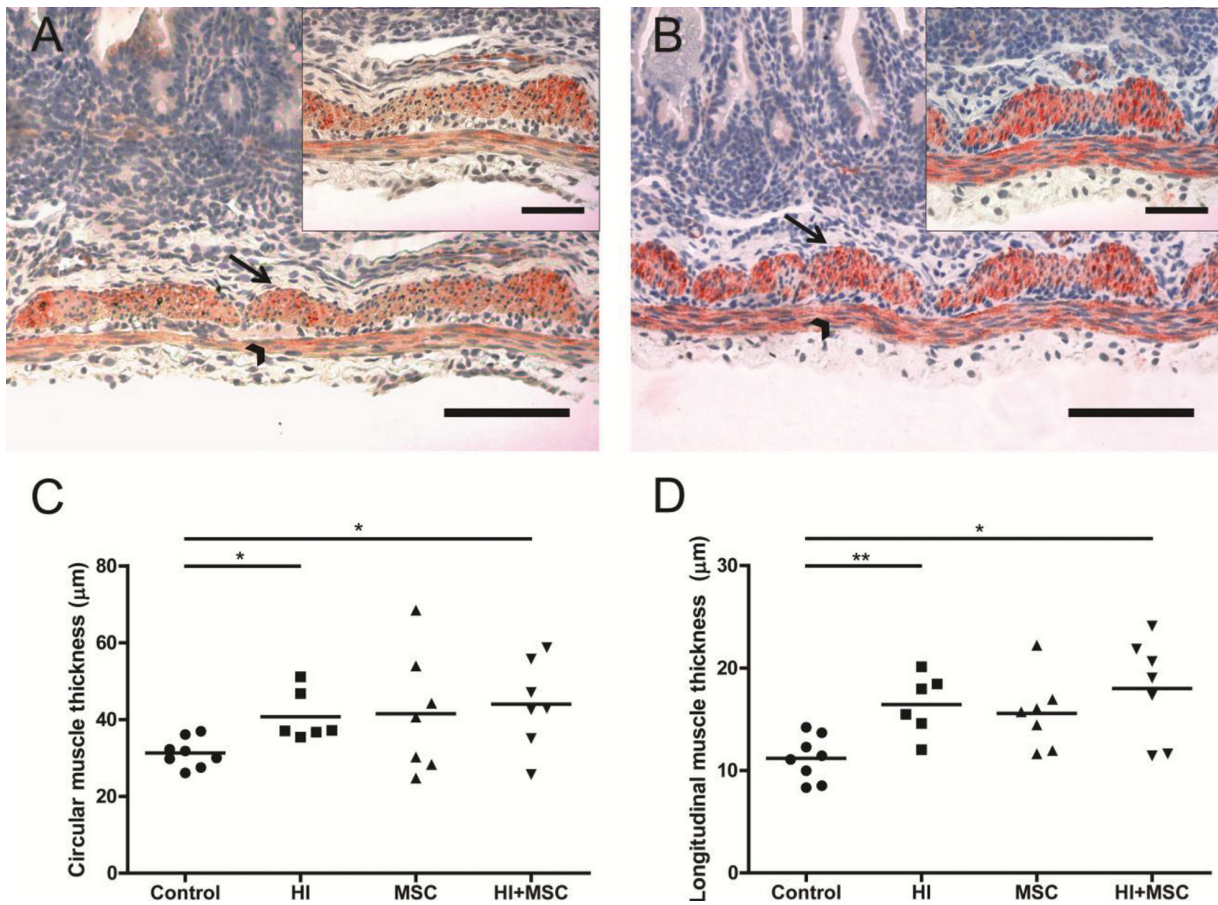 A
B
C
*
*
Circular muscle thickness (μm)
80
60
40
20
0
Control HI MSC HI+MSC
D
*
**
Longitudinal muscle thickness (μm)
30
20
10
0
Control HI MSC HI+MSC